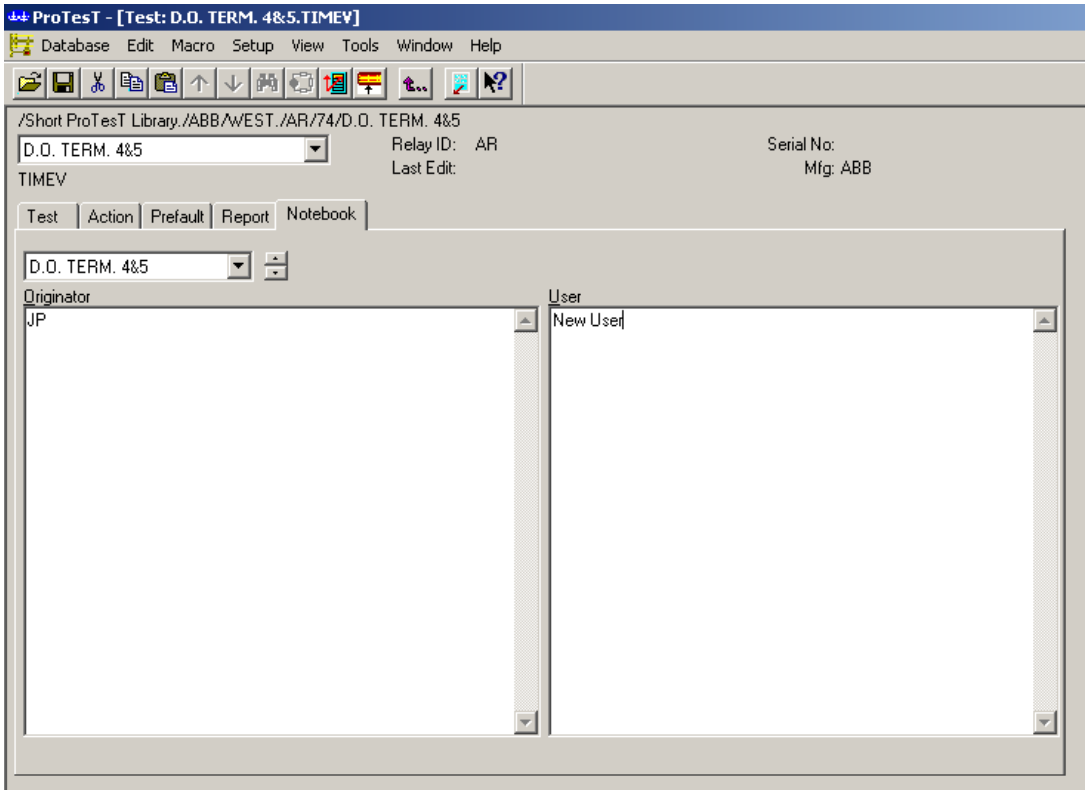 ProTesT - [Test: D.O. TERM. 4&5.TIMEV]
Database Edit Macro Setup View Tools Window Help
/Short ProTesT Library./ABB/WEST./AR/74/D.O. TERM. 4&5
D.O. TERM. 4&5 Relay ID: AR Serial No:
Last Edit: Mfg: ABB
TIMEV
Test Action Prefault Report Notebook
D.O. TERM. 4&5
Originator User
JP New User